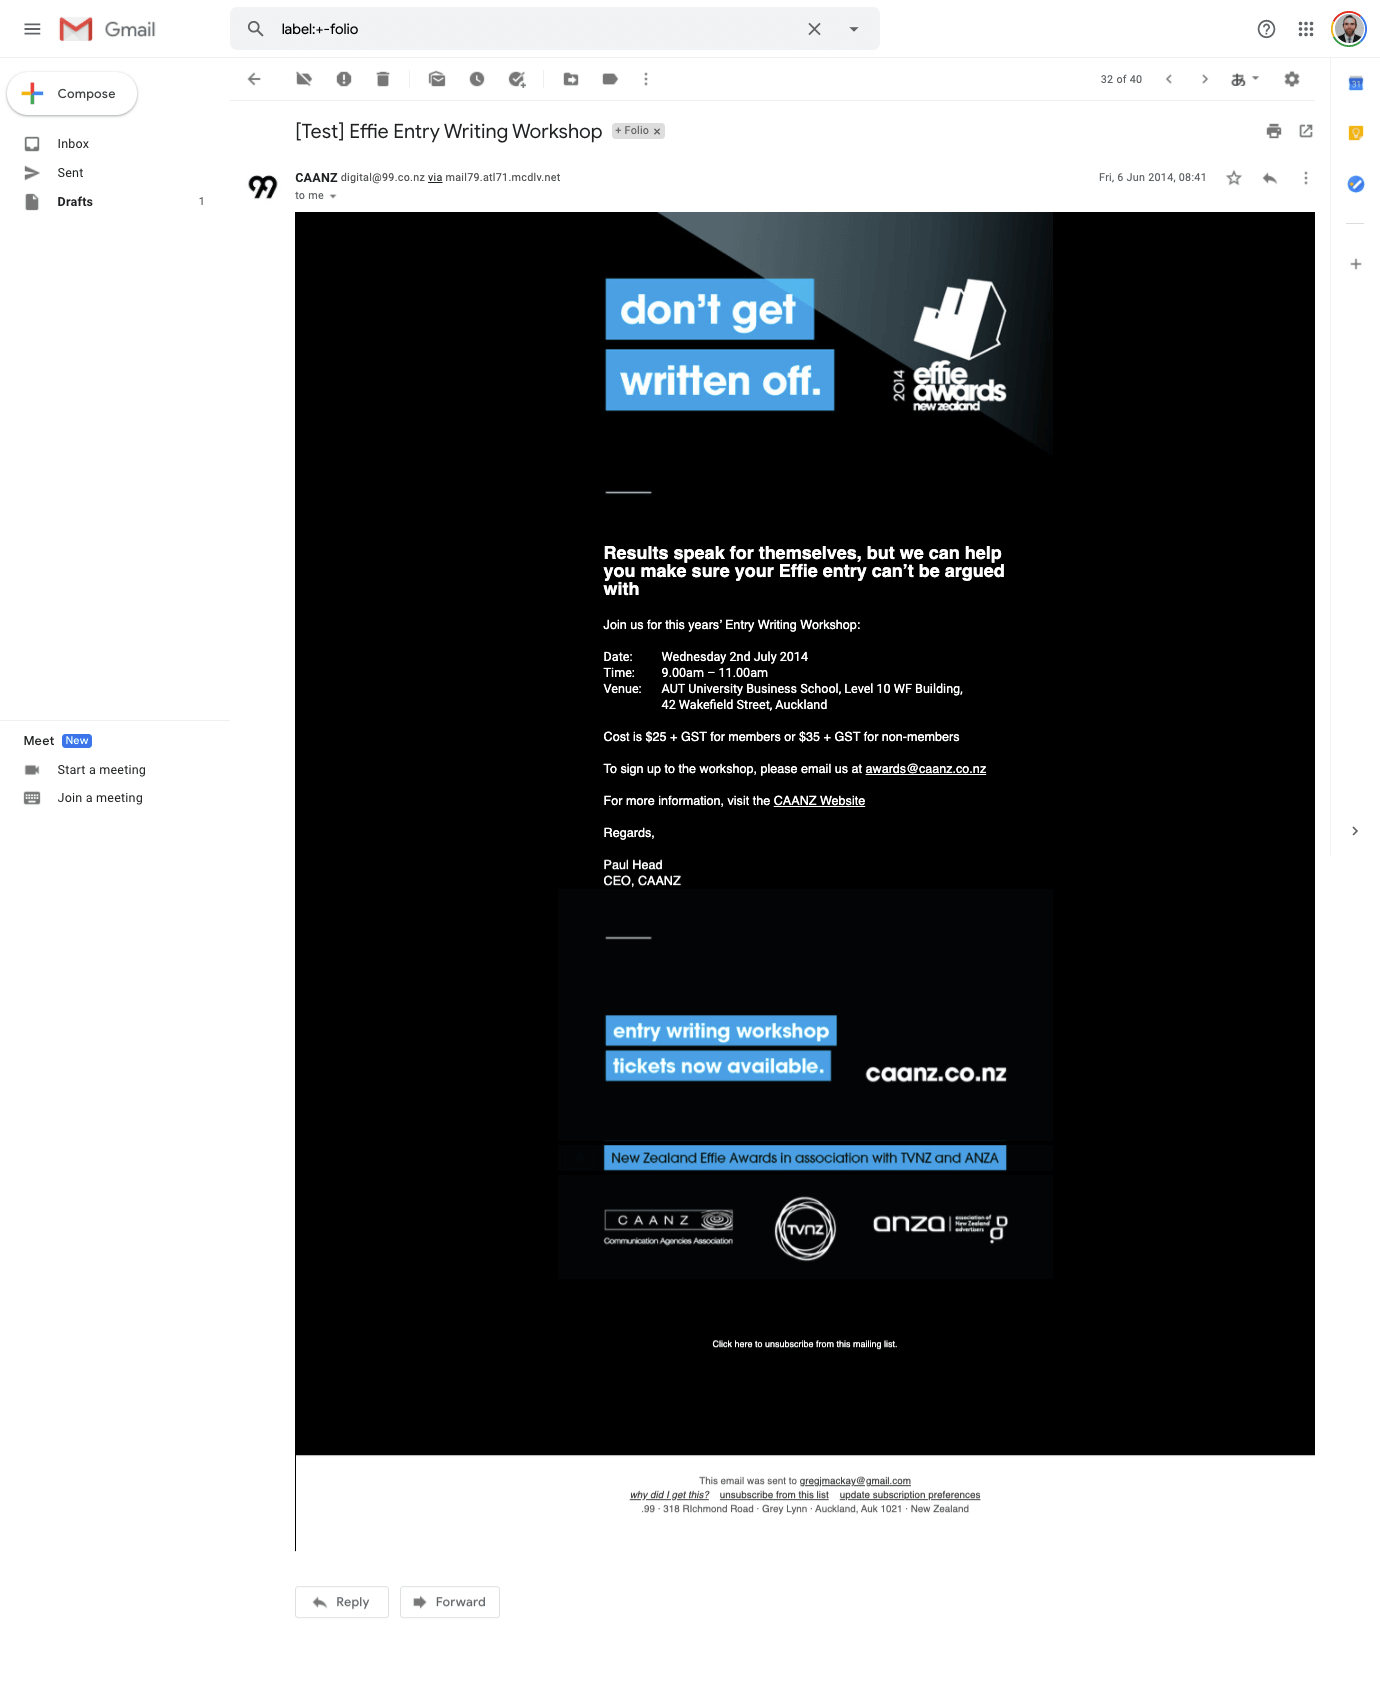 Gmail
label:+-folio
Compose
32 of 40
あ
31
Inbox
Sent
Drafts 1
[Test] Effie Entry Writing Workshop + Folio ×
99 CAANZ digital@99.co.nz via mail79.atl71.mcdlv.net Fri, 6 Jun 2014, 08:41
to me
don't get
written off.
2014 effie
awards
new zealand
Results speak for themselves, but we can help
you make sure your Effie entry can't be argued
with
Join us for this years' Entry Writing Workshop:
Date: Wednesday 2nd July 2014
Time: 9.00am – 11.00am
Venue: AUT University Business School, Level 10 WF Building,
42 Wakefield Street, Auckland
Cost is $25 + GST for members or $35 + GST for non-members
To sign up to the workshop, please email us at awards@caanz.co.nz
For more information, visit the CAANZ Website
Regards,
Paul Head
CEO, CAANZ
Meet New
Start a meeting
Join a meeting
entry writing workshop
tickets now available.
caanz.co.nz
New Zealand Effie Awards in association with TVNZ and ANZA
CAANZ
Communication Agencies Association
TVNZ
anza association of
New Zealand
advertisers
Click here to unsubscribe from this mailing list.
This email was sent to gregjmackay@gmail.com
why did I get this? unsubscribe from this list update subscription preferences
.99 · 318 RIchmond Road · Grey Lynn · Auckland, Auk 1021 · New Zealand
Reply
Forward